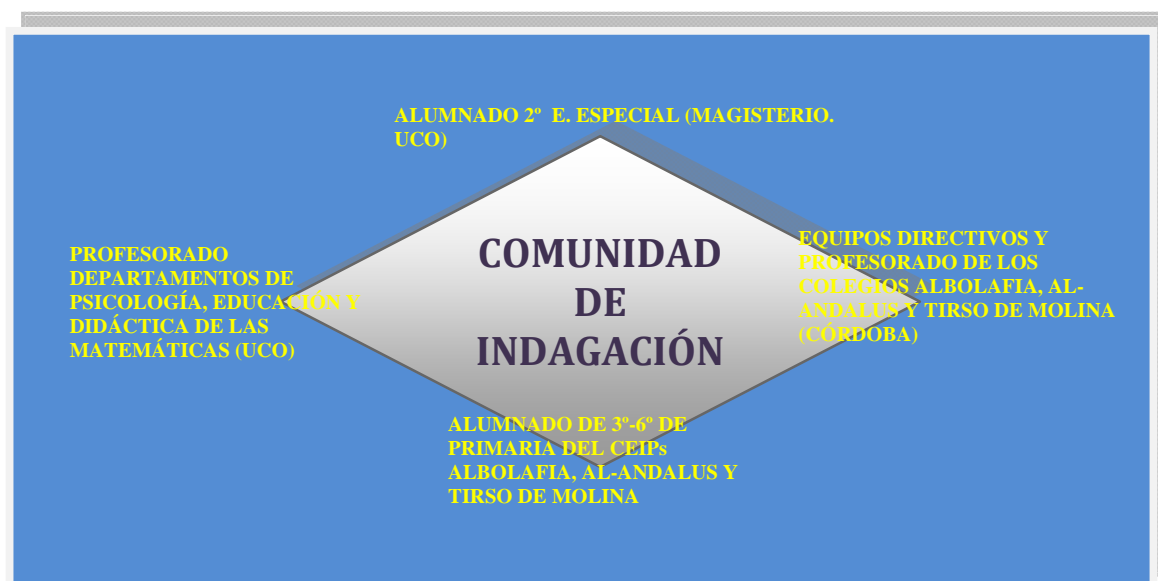 ALUMNADO 2º E. ESPECIAL (MAGISTERIO.
UCO)
PROFESORADO
DEPARTAMENTOS DE
PSICOLOGÍA, EDUCACIÓN Y
DIDÁCTICA DE LAS
MATEMÁTICAS (UCO)
COMUNIDAD
DE
INDAGACIÓN
EQUIPOS DIRECTIVOS Y
PROFESORADO DE LOS
COLEGIOS ALBOLAFIA, AL-
ANDALUS Y TIRSO DE MOLINA
(CÓRDOBA)
ALUMNADO DE 3º-6º DE
PRIMARIA DEL CEIPs
ALBOLAFIA, AL-ANDALUS Y
TIRSO DE MOLINA